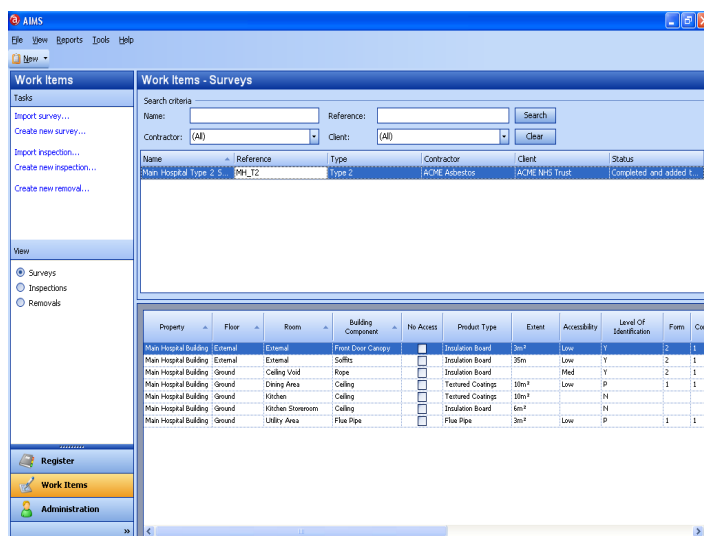 AIMS
File View Reports Tools Help
New
Work Items
Tasks
Import survey...
Create new survey...
Import inspection...
Create new inspection...
Create new removal...
View
Surveys
Inspections
Removals
Register
Work Items
Administration
»
Work Items - Surveys
Search criteria
Name: Reference: Search
Contractor: (All) Client: (All) Clear
Name Reference Type Contractor Client Status
Main Hospital Type 2 S... MH_T2 Type 2 ACME Asbestos ACME NHS Trust Completed and added t...
Property Floor Room Building Component No Access Product Type Extent Accessibility Level Of Identification Form Cor
Main Hospital Building External External Front Door Canopy Insulation Board 3m² Low Y 2 1
Main Hospital Building External External Soffits Insulation Board 35m Low Y 2 1
Main Hospital Building Ground Ceiling Void Rope Insulation Board Med Y 2 1
Main Hospital Building Ground Dining Area Ceiling Textured Coatings 10m² Low P 1 1
Main Hospital Building Ground Kitchen Ceiling Textured Coatings 10m² N
Main Hospital Building Ground Kitchen Storeroom Ceiling Insulation Board 6m² N
Main Hospital Building Ground Utility Area Flue Pipe Flue Pipe 3m² Low P 1 1